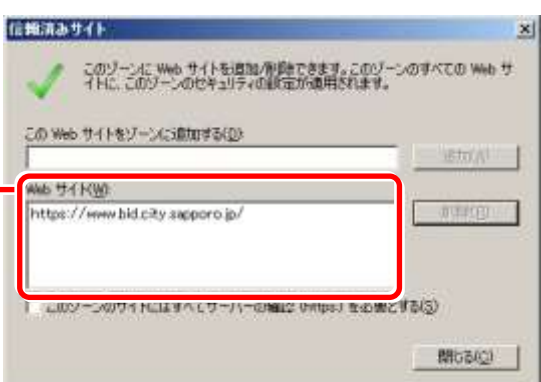 信頼済みサイト
このゾーンに Web サイトを追加/削除できます。このゾーンのすべての Web サ
イトに、このゾーンのセキュリティの設定が適用されます。
この Web サイトをゾーンに追加する(D):
追加(A)
Web サイト(W):
https://www.bid.city.sapporo.jp/
削除(R)
このゾーンのサイトにはすべてサーバーの確認 (https:) を必要とする(S)
閉じる(C)